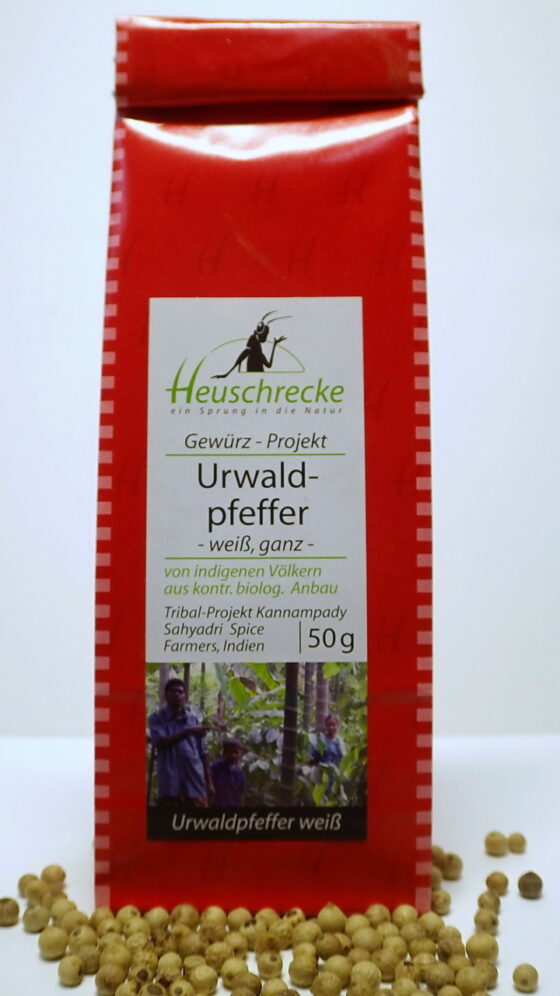 Heuschrecke
ein Sprung in die Natur
Gewürz - Projekt
Urwald-
pfeffer
- weiß, ganz -
von indigenen Völkern
aus kontr. biolog. Anbau
Tribal-Projekt Kannampady
Sahyadri Spice
Farmers, Indien
50 g
Urwaldpfeffer weiß